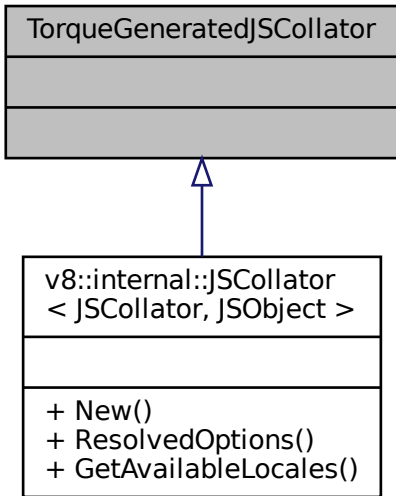 TorqueGeneratedJSCollator
v8::internal::JSCollator
< JSCollator, JSObject >
+ New()
+ ResolvedOptions()
+ GetAvailableLocales()